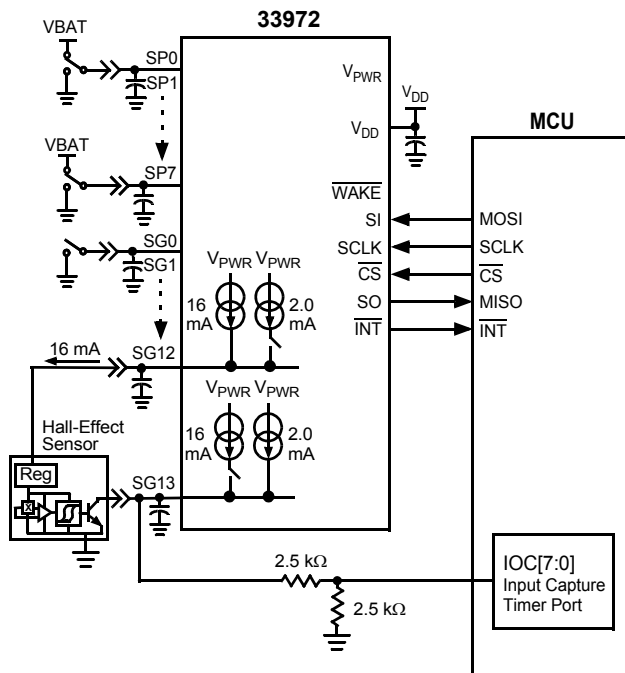 33972
VBAT
SP0
SP1
VPWR
VDD
VDD
MCU
VBAT
SP7
WAKE
SI
MOSI
SG0
SCLK
SCLK
SG1
CS
CS
VPWR VPWR
SO
MISO
16 mA
2.0 mA
INT
INT
16 mA
SG12
VPWR VPWR
Hall-Effect
Sensor
16 mA
2.0 mA
Reg
X
SG13
2.5 kΩ
IOC[7:0]
Input Capture
Timer Port
2.5 kΩ